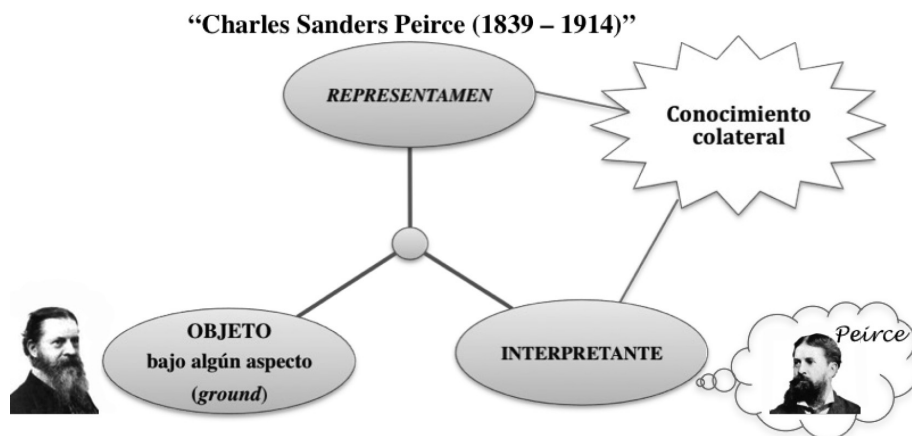 “Charles Sanders Peirce (1839 – 1914)”
REPRESENTAMEN
Conocimiento
colateral
OBJETO
bajo algún aspecto
(ground)
INTERPRETANTE
Peirce